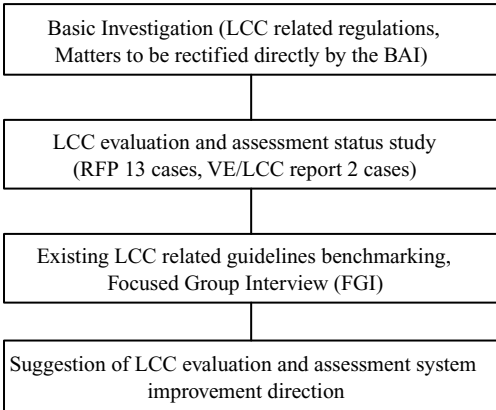 Basic Investigation (LCC related regulations,
Matters to be rectified directly by the BAI)
LCC evaluation and assessment status study
(RFP 13 cases, VE/LCC report 2 cases)
Existing LCC related guidelines benchmarking,
Focused Group Interview (FGI)
Suggestion of LCC evaluation and assessment system
improvement direction